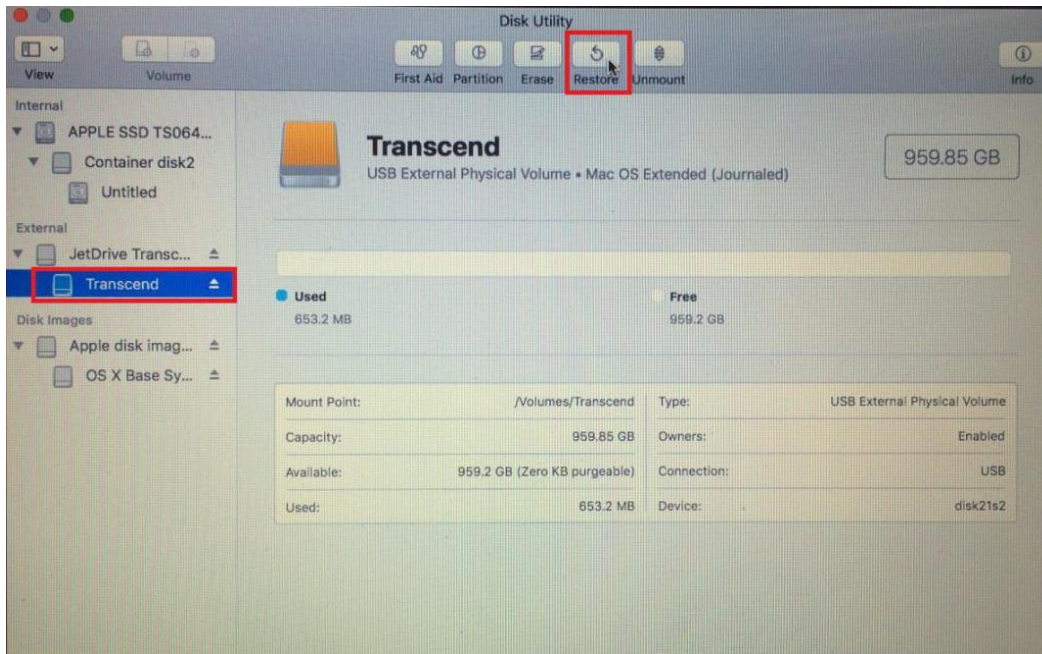 Disk Utility
View
Volume
First Aid
Partition
Erase
Restore
Unmount
Info
Internal
APPLE SSD TS064...
Container disk2
Untitled
External
JetDrive Transc...
Transcend
Disk Images
Apple disk imag...
OS X Base Sy...
Transcend
USB External Physical Volume • Mac OS Extended (Journaled)
959.85 GB
Used
653.2 MB
Free
959.2 GB
Mount Point: /Volumes/Transcend
Type: USB External Physical Volume
Capacity: 959.85 GB
Owners: Enabled
Available: 959.2 GB (Zero KB purgeable)
Connection: USB
Used: 653.2 MB
Device: disk21s2